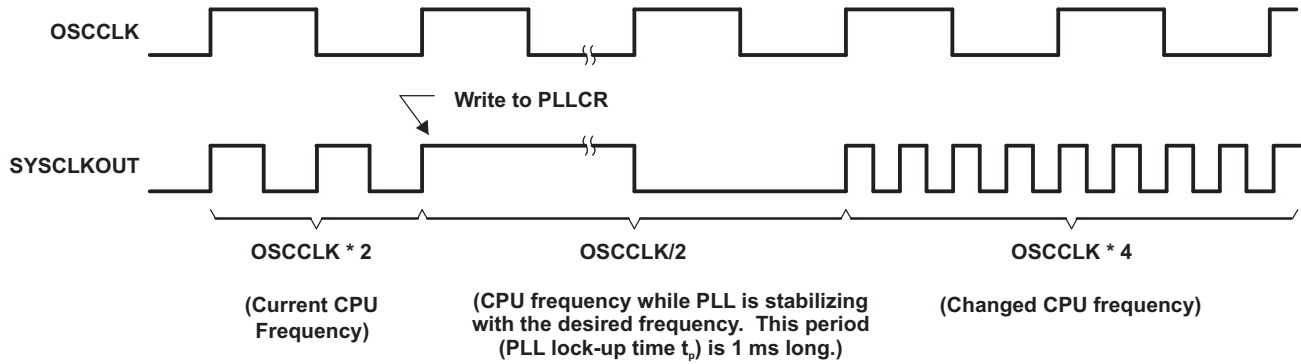 OSCCLK
Write to PLLCR
SYSCLKOUT
OSCCLK * 2
OSCCLK/2
OSCCLK * 4
(Current CPU
Frequency)
(CPU frequency while PLL is stabilizing
with the desired frequency. This period
(PLL lock-up time tp) is 1 ms long.)
(Changed CPU frequency)